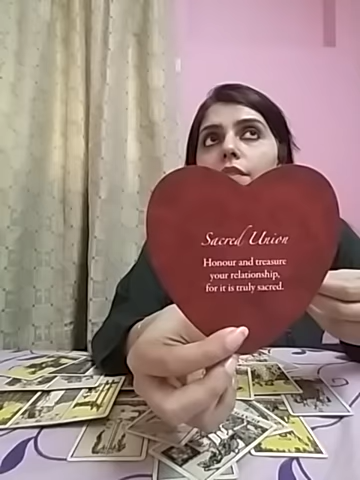 Sacred Union
Honour and treasure
your relationship,
for it is truly sacred.